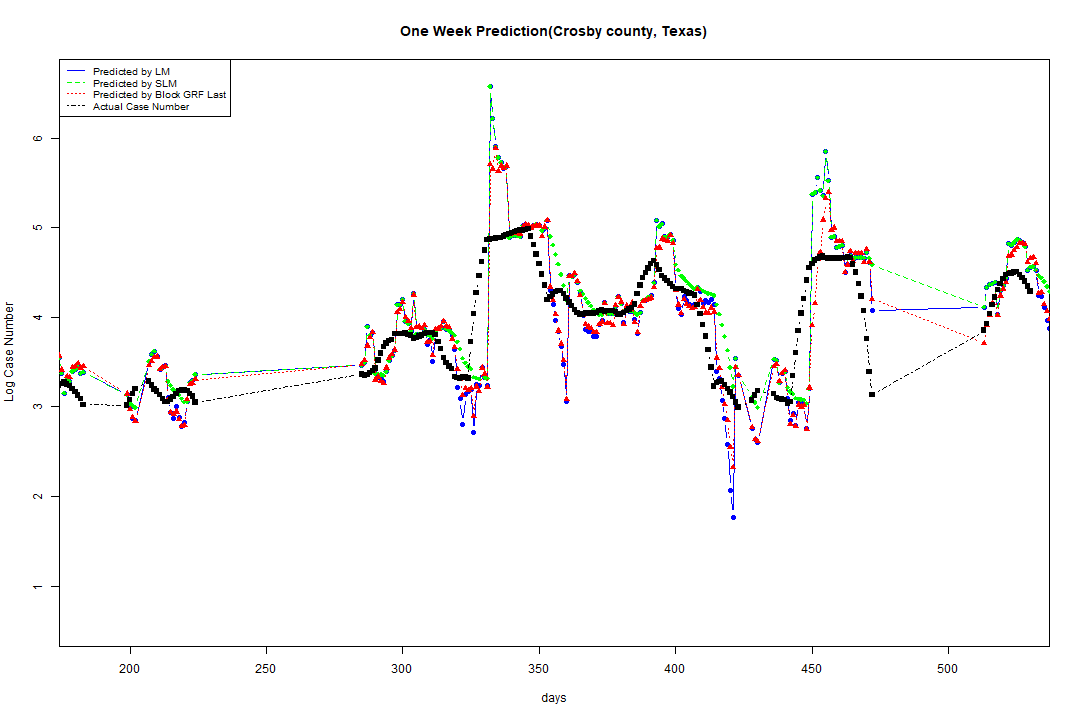 One Week Prediction(Crosby county, Texas)
Predicted by LM
Predicted by SLM
Predicted by Block GRF Last
Actual Case Number
Log Case Number
6
5
4
3
2
1
200 250 300 350 400 450 500
days